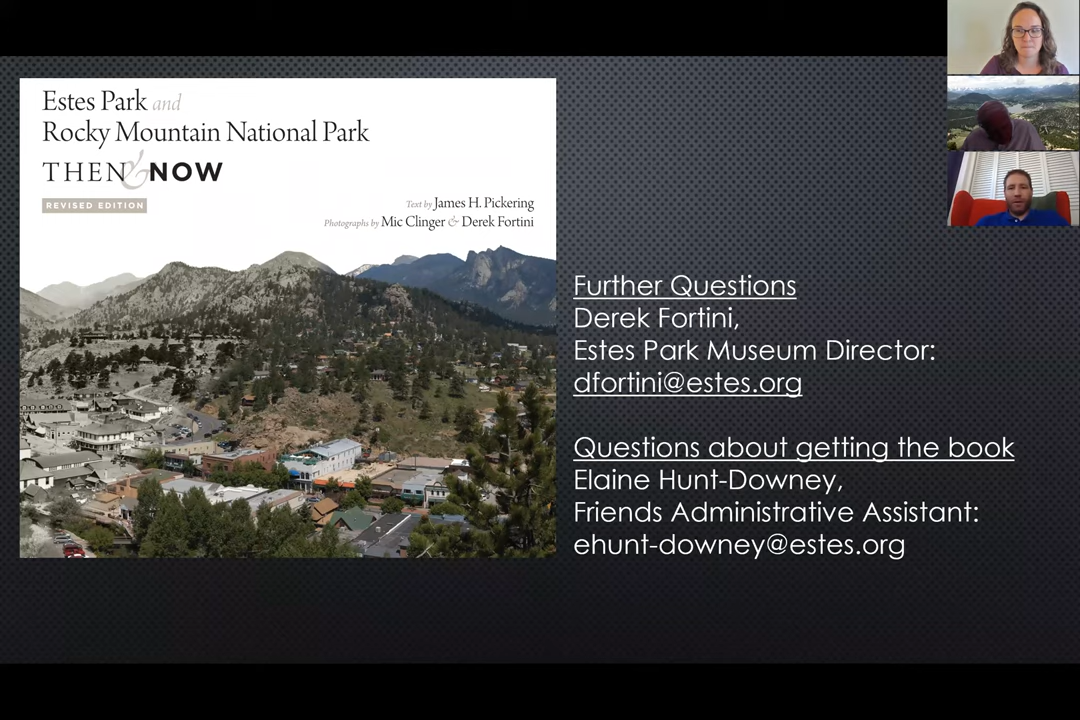 Estes Park and
Rocky Mountain National Park
THEN & NOW
REVISED EDITION
Text by James H. Pickering
Photographs by Mic Clinger & Derek Fortini
Further Questions
Derek Fortini,
Estes Park Museum Director:
dfortini@estes.org
Questions about getting the book
Elaine Hunt-Downey,
Friends Administrative Assistant:
ehunt-downey@estes.org